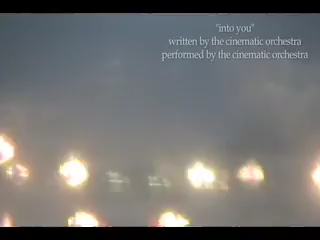 "into you"
written by the cinematic orchestra
performed by the cinematic orchestra